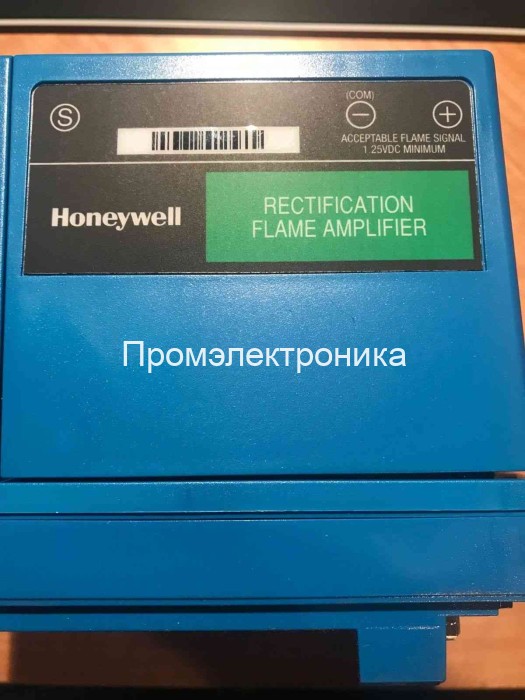 (COM)
S
− +
ACCEPTABLE FLAME SIGNAL
1.25VDC MINIMUM
Honeywell
RECTIFICATION
FLAME AMPLIFIER
Промэлектроника